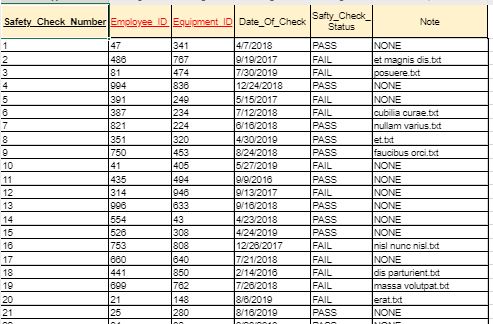 Safety_Check_Number Employee_ID Equipment_ID Date_Of_Check Safty_Check_Status Note
1 47 341 4/7/2018 PASS NONE
2 486 767 9/19/2017 FAIL et magnis dis.txt
3 81 474 7/30/2019 FAIL posuere.txt
4 994 836 12/24/2018 PASS NONE
5 391 249 5/15/2017 FAIL NONE
6 387 234 7/12/2018 FAIL cubilia curae.txt
7 821 224 6/16/2018 PASS nullam varius.txt
8 351 320 4/30/2019 PASS et.txt
9 750 453 8/24/2018 PASS faucibus orci.txt
10 41 405 5/27/2019 FAIL NONE
11 435 494 9/9/2016 PASS NONE
12 314 946 9/13/2017 FAIL NONE
13 996 633 9/16/2018 PASS NONE
14 554 43 4/23/2018 PASS NONE
15 526 308 4/24/2019 PASS NONE
16 753 808 12/26/2017 FAIL nisl nunc nisl.txt
17 660 640 7/21/2018 FAIL NONE
18 441 850 2/14/2016 FAIL dis parturient.txt
19 699 762 7/26/2018 FAIL massa volutpat.txt
20 21 148 8/6/2019 FAIL erat.txt
21 25 280 8/16/2019 PASS NONE